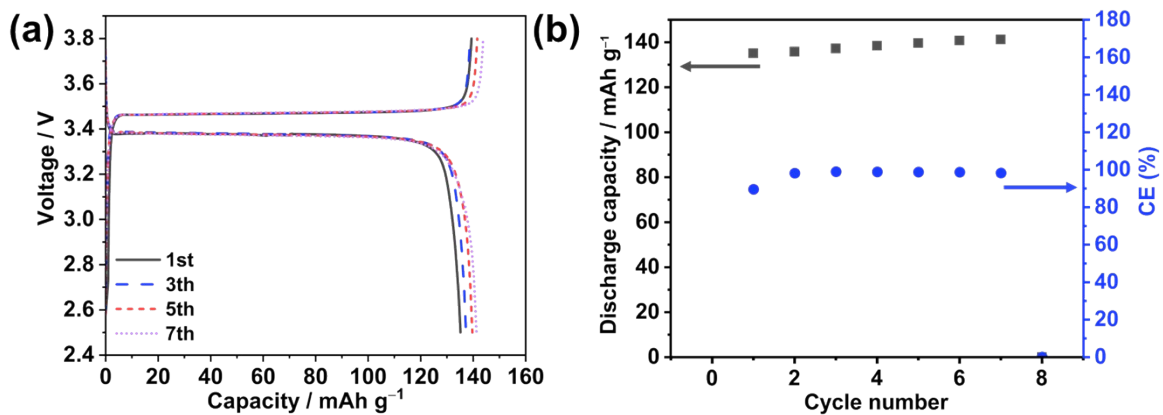 (a)
3.8
3.6
3.4
3.2
3.0
2.8
2.6
2.4
Voltage / V
1st
3th
5th
7th
0 20 40 60 80 100 120 140 160
Capacity / mAh g⁻¹
(b)
140
120
100
80
60
40
20
0
Discharge capacity / mAh g⁻¹
180
160
140
120
100
80
60
40
20
0
CE (%)
0 2 4 6 8
Cycle number